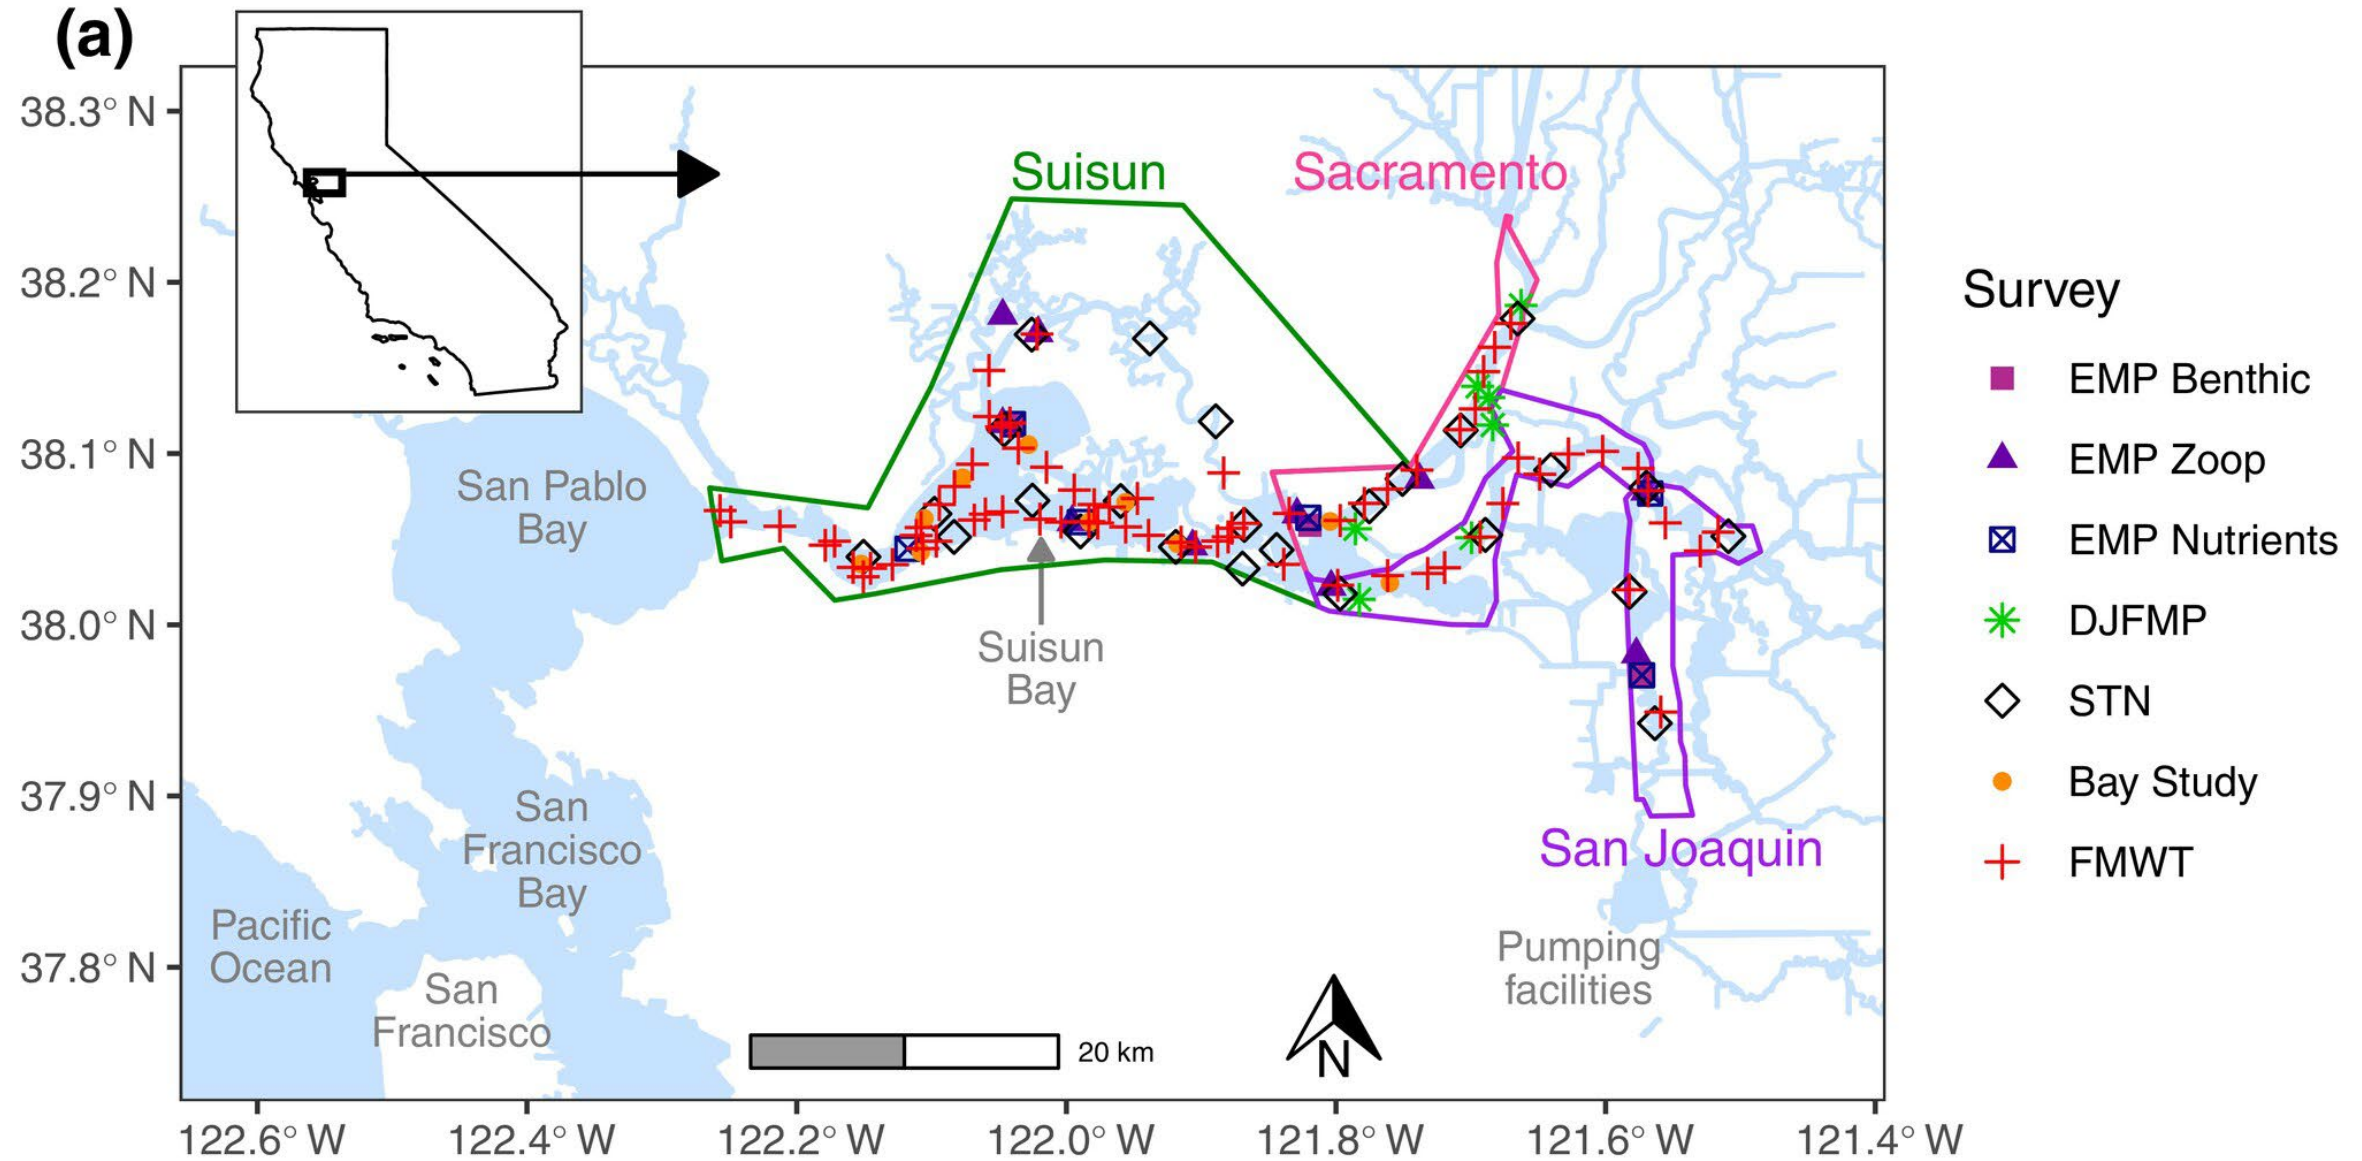 (a)
38.3° N
38.2° N
38.1° N
38.0° N
37.9° N
37.8° N
Suisun
Sacramento
San Pablo
Bay
Suisun
Bay
San
Francisco
Bay
Pacific
Ocean
San
Francisco
San Joaquin
Pumping
facilities
20 km
N
122.6° W
122.4° W
122.2° W
122.0° W
121.8° W
121.6° W
121.4° W
Survey
EMP Benthic
EMP Zoop
EMP Nutrients
DJFMP
STN
Bay Study
FMWT